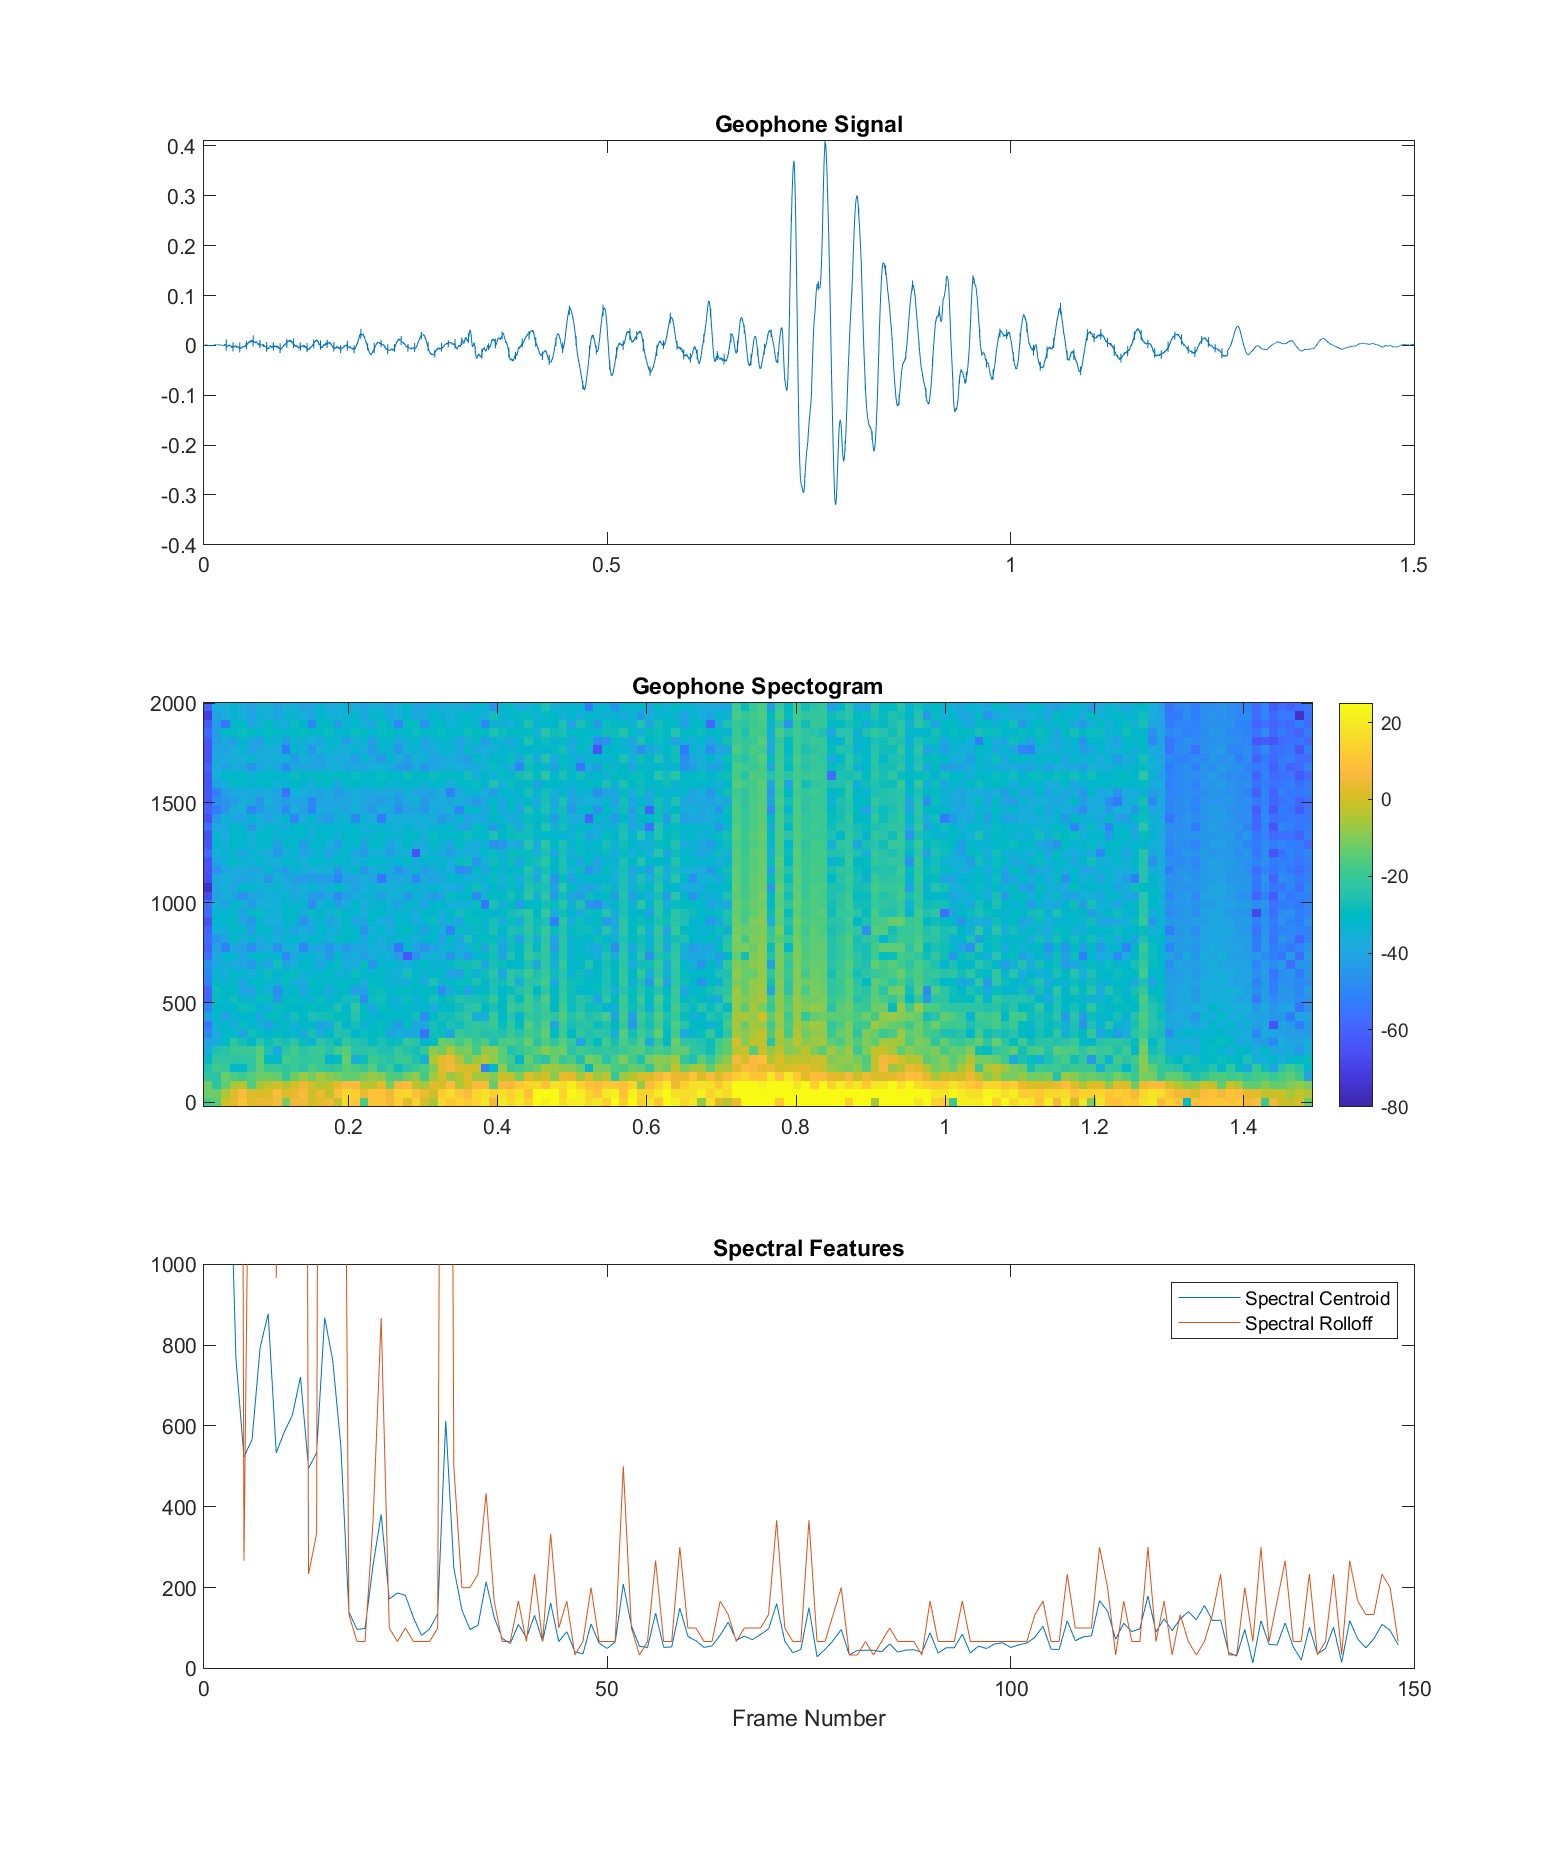 Geophone Signal
0.4
0.3
0.2
0.1
0
-0.1
-0.2
-0.3
-0.4
0 0.5 1 1.5
Geophone Spectogram
2000
1500
1000
500
0
0.2 0.4 0.6 0.8 1 1.2 1.4
20
0
-20
-40
-60
-80
Spectral Features
1000
800
600
400
200
0
0 50 100 150
Frame Number
Spectral Centroid
Spectral Rolloff